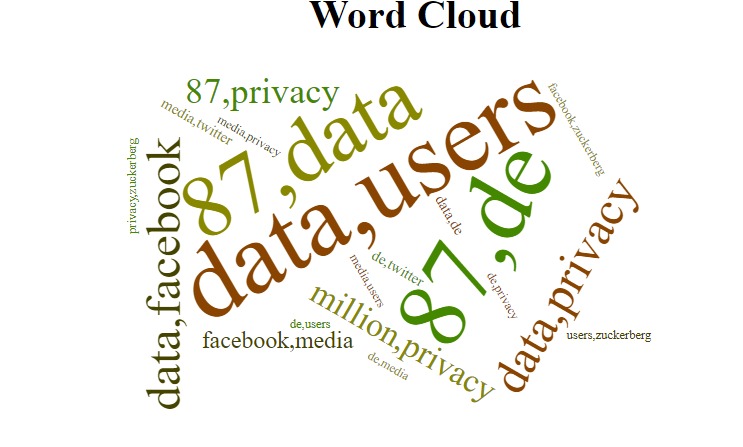 Word Cloud
87,privacy
87,data
media,twitter
media,privacy
facebook,zuckerberg
data,users
privacy,zuckerberg
data,facebook
87,de
data,de
data,privacy
de,twitter
media,users
de,privacy
million,privacy
de,users
facebook,media
users,zuckerberg
de,media